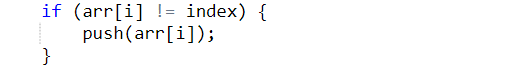 if (arr[i] != index) {
    push(arr[i]);
}